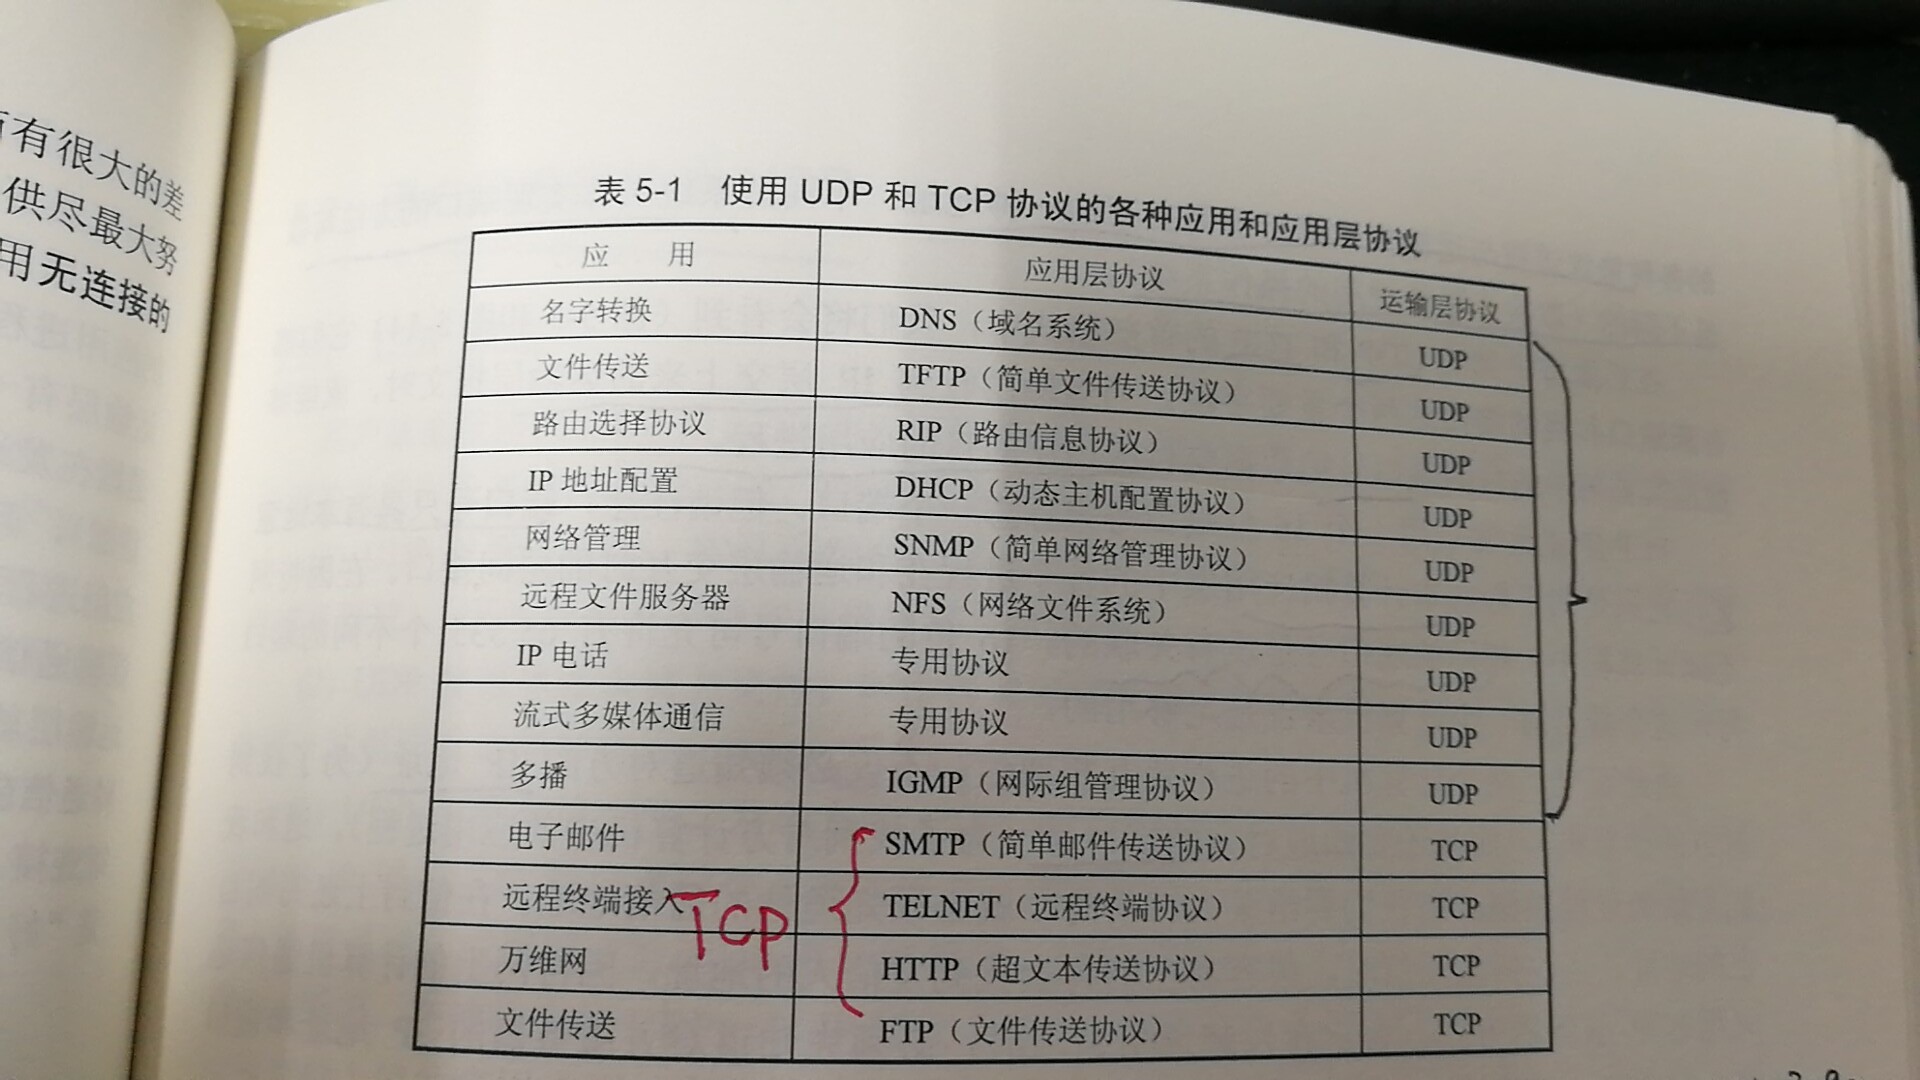 有很大的差
供尽最大努
用无连接的
表 5-1 使用 UDP 和 TCP 协议的各种应用和应用层协议
应 用 应用层协议 运输层协议
名字转换 DNS（域名系统） UDP
文件传送 TFTP（简单文件传送协议） UDP
路由选择协议 RIP（路由信息协议） UDP
IP 地址配置 DHCP（动态主机配置协议） UDP
网络管理 SNMP（简单网络管理协议） UDP
远程文件服务器 NFS（网络文件系统） UDP
IP 电话 专用协议 UDP
流式多媒体通信 专用协议 UDP
多播 IGMP（网际组管理协议） UDP
电子邮件 SMTP（简单邮件传送协议） TCP
远程终端接入 TELNET（远程终端协议） TCP
TCP
万维网 HTTP（超文本传送协议） TCP
文件传送 FTP（文件传送协议） TCP